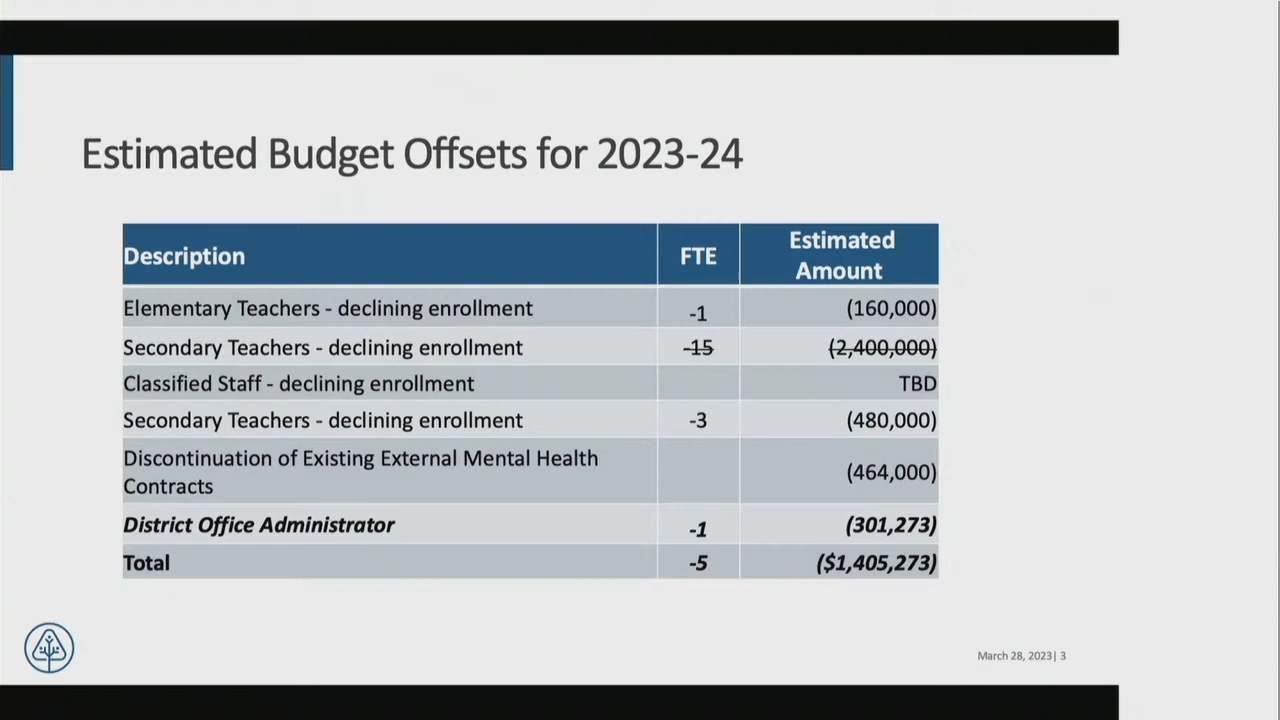 Estimated Budget Offsets for 2023-24
Description FTE Estimated
Amount
Elementary Teachers - declining enrollment -1 (160,000)
Secondary Teachers - declining enrollment -15 (2,400,000)
Classified Staff - declining enrollment TBD
Secondary Teachers - declining enrollment -3 (480,000)
Discontinuation of Existing External Mental Health
Contracts (464,000)
District Office Administrator -1 (301,273)
Total -5 ($1,405,273)
March 28, 2023| 3